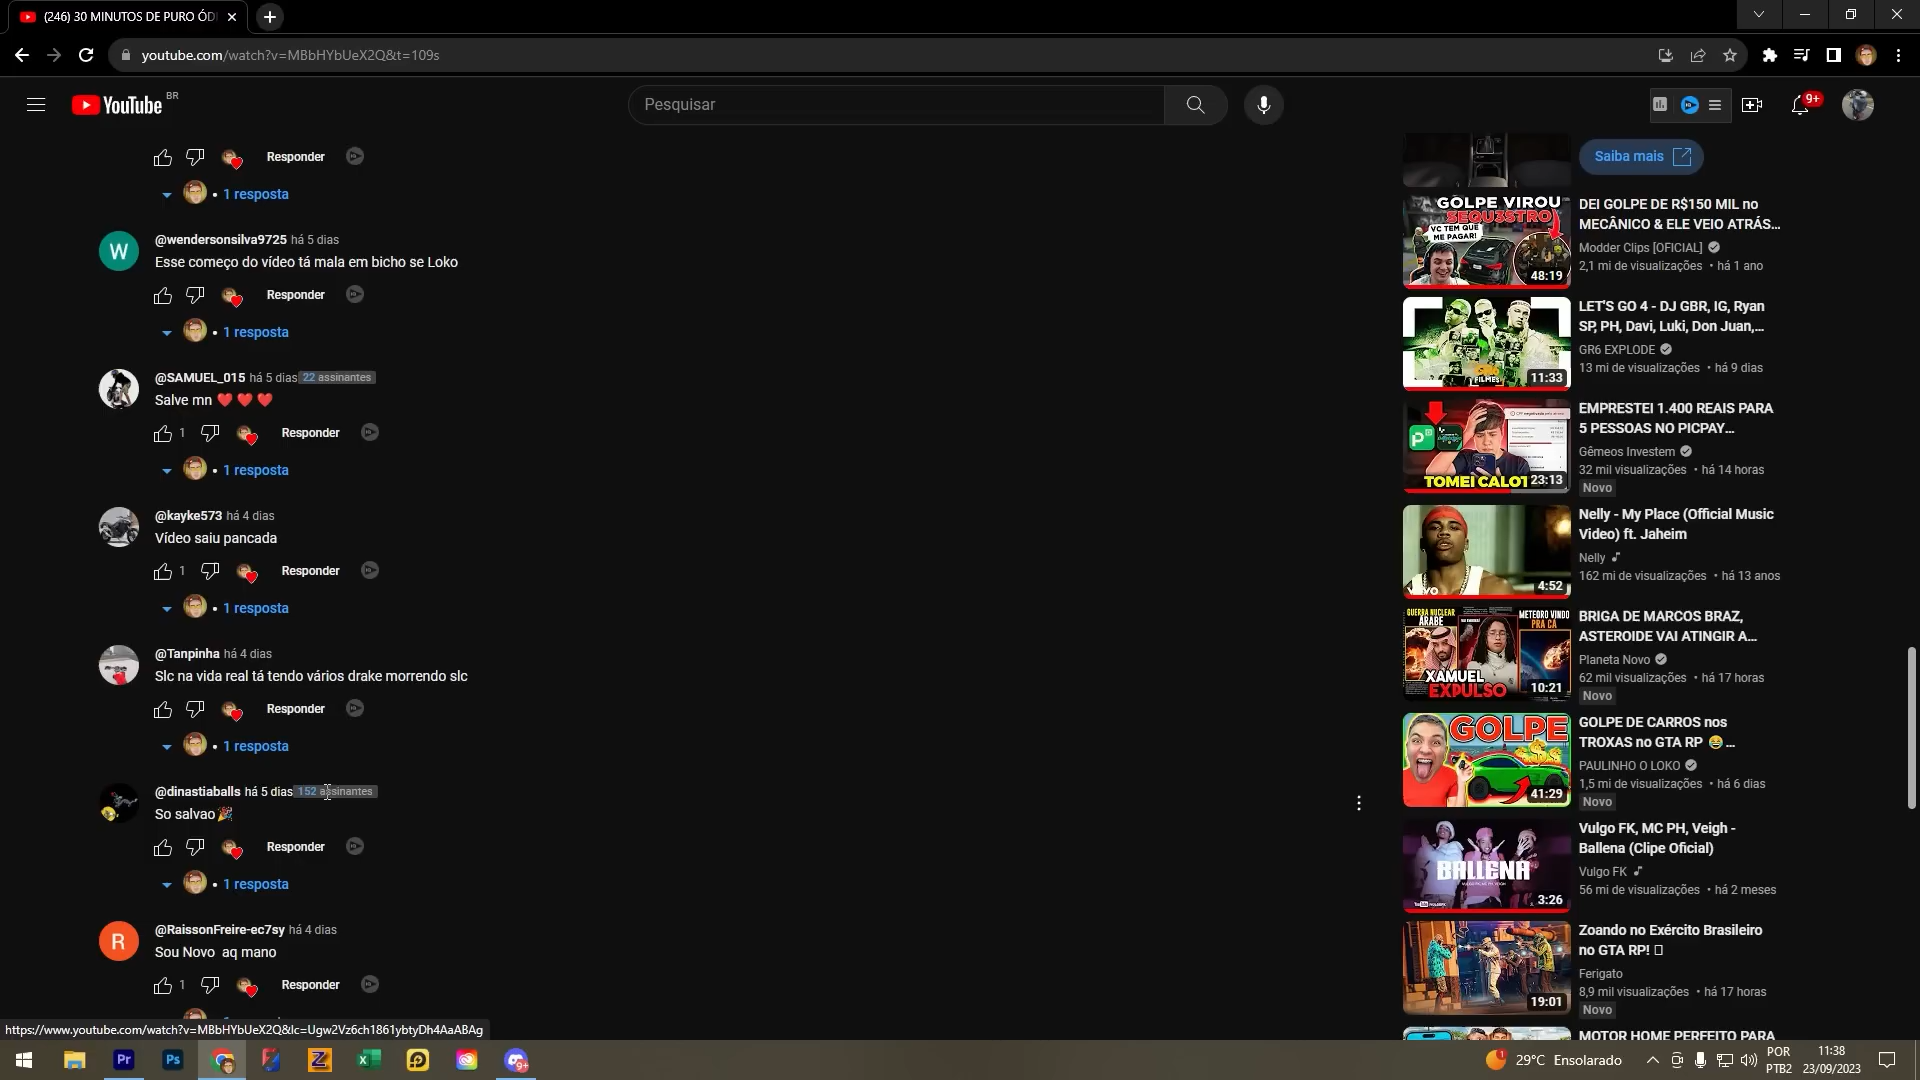 (246) 30 MINUTOS DE PURO ÓD
youtube.com/watch?v=MBbHYbUeX2Q&t=109s
YouTube BR
Pesquisar
9+
Responder
1 resposta
@wendersonsilva9725 há 5 dias
Esse começo do vídeo tá mala em bicho se Loko
Responder
1 resposta
@SAMUEL_015 há 5 dias 22 assinantes
Salve mn ❤️ ❤️ ❤️
1 Responder
1 resposta
@kayke573 há 4 dias
Vídeo saiu pancada
1 Responder
1 resposta
@Tanpinha há 4 dias
Slc na vida real tá tendo vários drake morrendo slc
Responder
1 resposta
@dinastiaballs há 5 dias 152 assinantes
So salvao🎉
Responder
1 resposta
@RaissonFreire-ec7sy há 4 dias
Sou Novo aq mano
1 Responder
Saiba mais
GOLPE VIROU
SEQU3STRO
VC TEM QUE
ME PAGAR!
48:19
DEI GOLPE DE R$150 MIL no
MECÂNICO & ELE VEIO ATRÁS...
Modder Clips [OFICIAL]
2,1 mi de visualizações • há 1 ano
11:33
LET'S GO 4 - DJ GBR, IG, Ryan
SP, PH, Davi, Luki, Don Juan,...
GR6 EXPLODE
13 mi de visualizações • há 9 dias
TOMEI CALOT
23:13
EMPRESTEI 1.400 REAIS PARA
5 PESSOAS NO PICPAY...
Gêmeos Investem
32 mil visualizações • há 14 horas
Novo
vevo
4:52
Nelly - My Place (Official Music
Video) ft. Jaheim
Nelly
162 mi de visualizações • há 13 anos
GUERRA NUCLEAR
ÁRABE
METEORO VINDO
PRA CÁ
XAMUEL
EXPULSO
10:21
BRIGA DE MARCOS BRAZ,
ASTEROIDE VAI ATINGIR A...
Planeta Novo
62 mil visualizações • há 17 horas
Novo
GOLPE
41:29
GOLPE DE CARROS nos
TROXAS no GTA RP 😂 ...
PAULINHO O LOKO
1,5 mi de visualizações • há 6 dias
Novo
BALLENA
3:26
Vulgo FK, MC PH, Veigh -
Ballena (Clipe Oficial)
Vulgo FK
56 mi de visualizações • há 2 meses
19:01
Zoando no Exército Brasileiro
no GTA RP!
Ferigato
8,9 mil visualizações • há 17 horas
Novo
MOTOR HOME PERFEITO PARA
https://www.youtube.com/watch?v=MBbHYbUeX2Q&lc=Ugw2Vz6ch1861ybtyDh4AaABAg
Pr
Ps
9+
29°C Ensolarado
POR
PTB2
11:38
23/09/2023